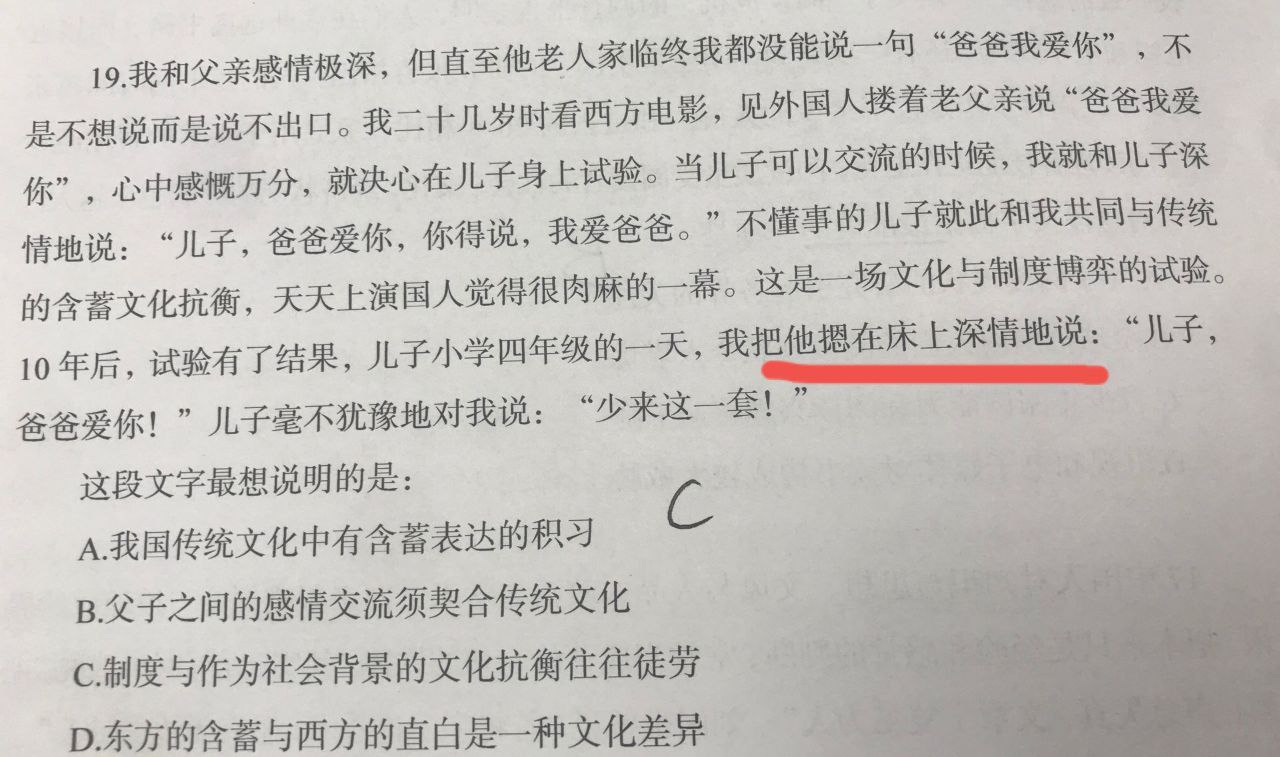 19.我和父亲感情极深，但直至他老人家临终我都没能说一句“爸爸我爱你”，不
是不想说而是说不出口。我二十几岁时看西方电影，见外国人搂着老父亲说“爸爸我爱
你”，心中感慨万分，就决心在儿子身上试验。当儿子可以交流的时候，我就和儿子深
情地说：“儿子，爸爸爱你，你得说，我爱爸爸。”不懂事的儿子就此和我共同与传统
的含蓄文化抗衡，天天上演国人觉得很肉麻的一幕。这是一场文化与制度博弈的试验。
10年后，试验有了结果，儿子小学四年级的一天，我把他摁在床上深情地说：“儿子，
爸爸爱你！”儿子毫不犹豫地对我说：“少来这一套！”
这段文字最想说明的是：
C
A.我国传统文化中有含蓄表达的积习
B.父子之间的感情交流须契合传统文化
C.制度与作为社会背景的文化抗衡往往徒劳
D.东方的含蓄与西方的直白是一种文化差异